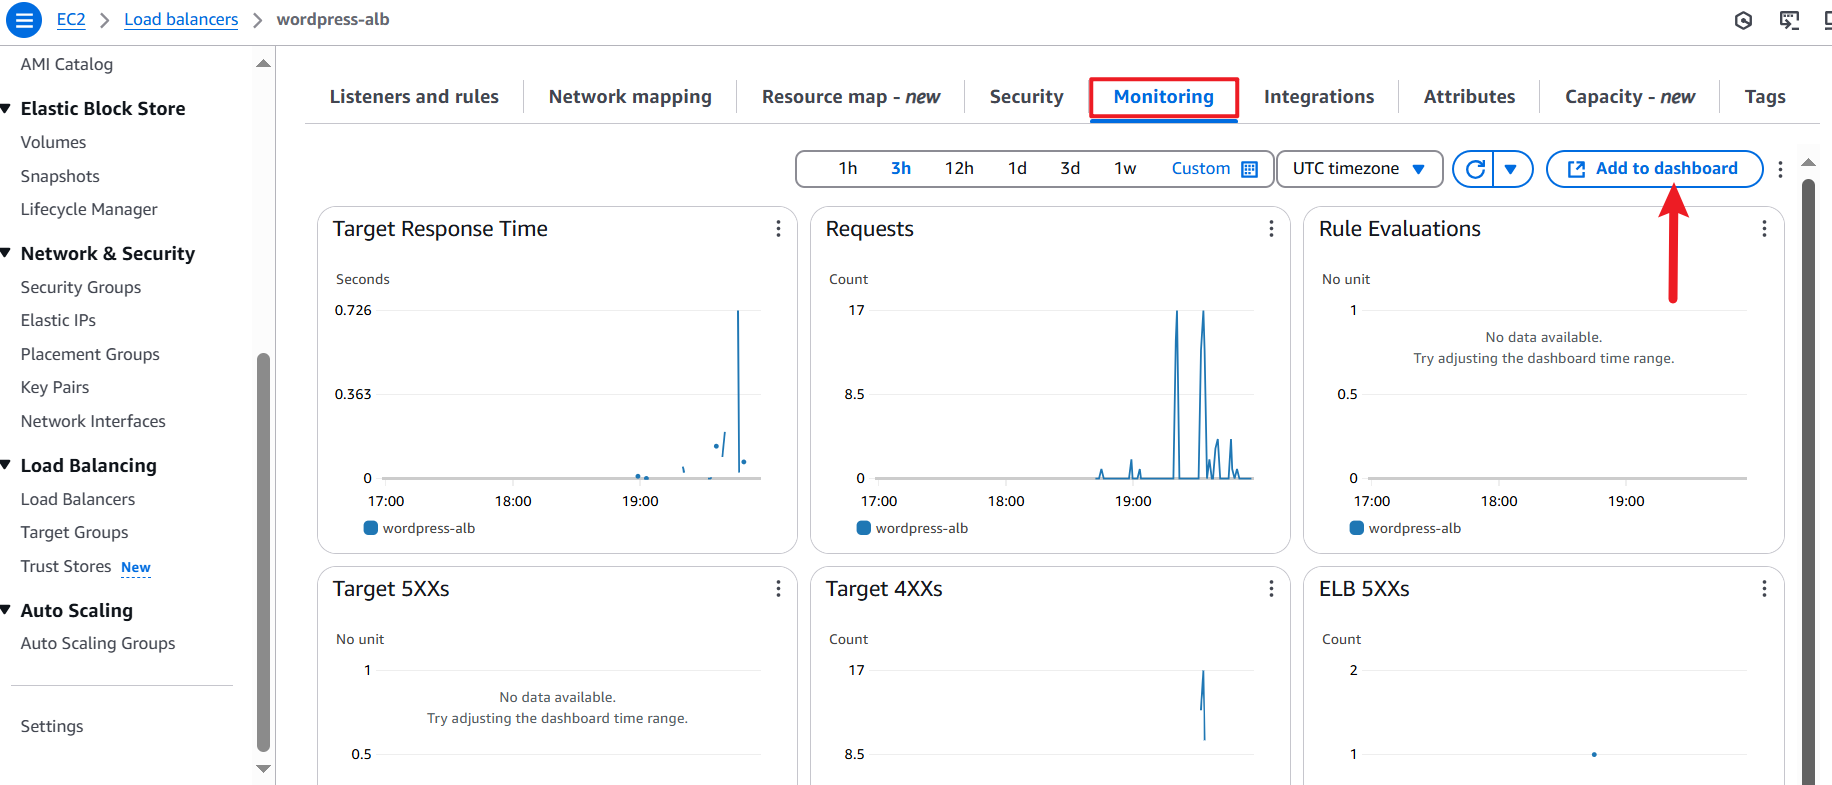 EC2 > Load balancers > wordpress-alb
AMI Catalog
Elastic Block Store
Volumes
Snapshots
Lifecycle Manager
Network & Security
Security Groups
Elastic IPs
Placement Groups
Key Pairs
Network Interfaces
Load Balancing
Load Balancers
Target Groups
Trust Stores New
Auto Scaling
Auto Scaling Groups
Settings
Listeners and rules
Network mapping
Resource map - new
Security
Monitoring
Integrations
Attributes
Capacity - new
Tags
1h 3h 12h 1d 3d 1w Custom
UTC timezone
Add to dashboard
Target Response Time
Seconds
0.726
0.363
0
17:00 18:00 19:00
wordpress-alb
Requests
Count
17
8.5
0
17:00 18:00 19:00
wordpress-alb
Rule Evaluations
No unit
1
No data available.
Try adjusting the dashboard time range.
0.5
0
17:00 18:00 19:00
wordpress-alb
Target 5XXs
No unit
1
No data available.
Try adjusting the dashboard time range.
0.5
Target 4XXs
Count
17
8.5
ELB 5XXs
Count
2
1